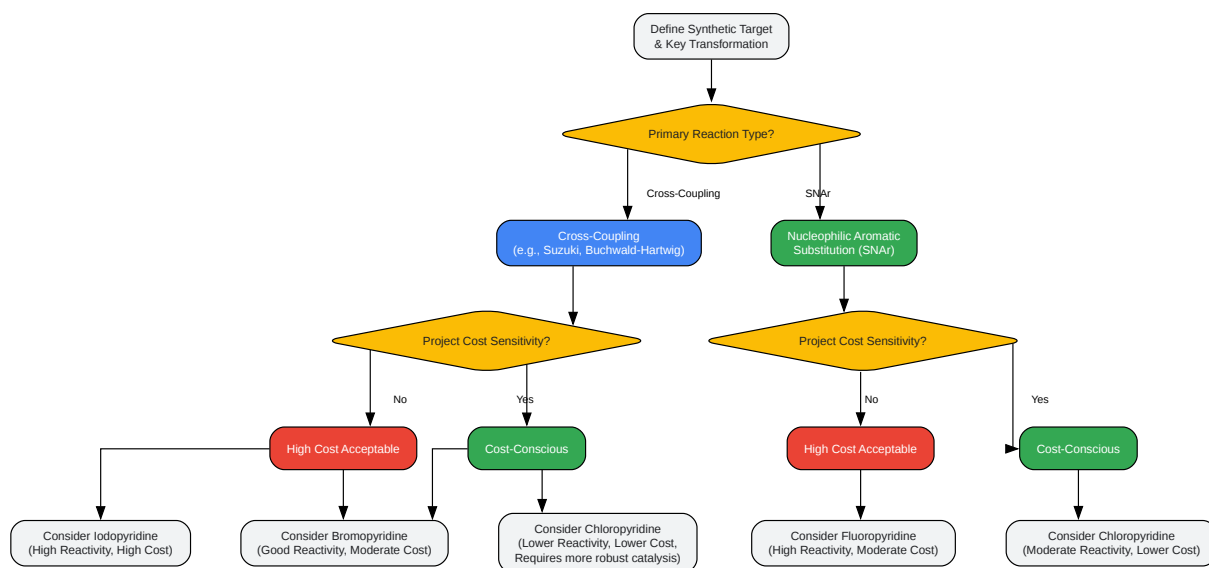 Define Synthetic Target
& Key Transformation
Primary Reaction Type?
Cross-Coupling
SNAr
Cross-Coupling
(e.g., Suzuki, Buchwald-Hartwig)
Nucleophilic Aromatic
Substitution (SNAr)
Project Cost Sensitivity?
Project Cost Sensitivity?
No
Yes
No
Yes
High Cost Acceptable
Cost-Conscious
High Cost Acceptable
Cost-Conscious
Consider Iodopyridine
(High Reactivity, High Cost)
Consider Bromopyridine
(Good Reactivity, Moderate Cost)
Consider Chloropyridine
(Lower Reactivity, Lower Cost,
Requires more robust catalysis)
Consider Fluoropyridine
(High Reactivity, Moderate Cost)
Consider Chloropyridine
(Moderate Reactivity, Lower Cost)